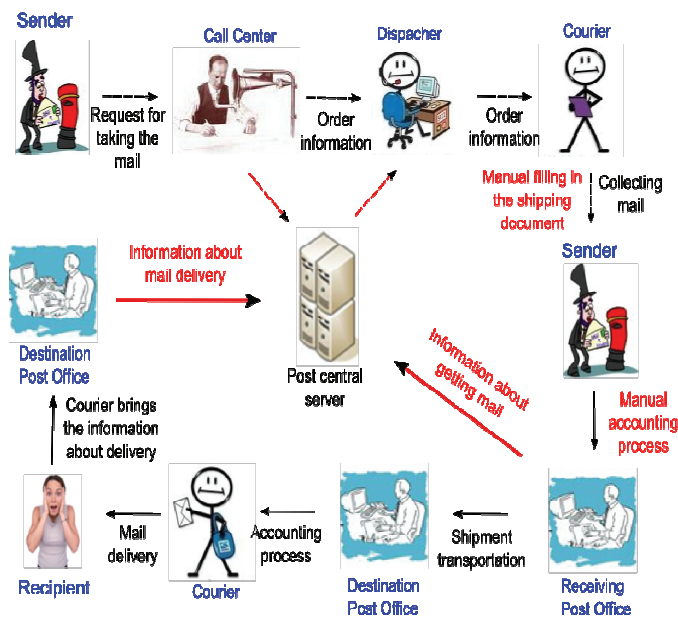 Sender
Call Center
Dispacher
Courier
Request for
taking the
mail
Order
information
Order
information
Manual filling in
the shipping
document
Collecting
mail
Sender
Information about
mail delivery
Destination
Post Office
Post central
server
Information about
getting mail
Manual
accounting
process
Courier brings
the information
about delivery
Recipient
Mail
delivery
Courier
Accounting
process
Destination
Post Office
Shipment
transportation
Receiving
Post Office